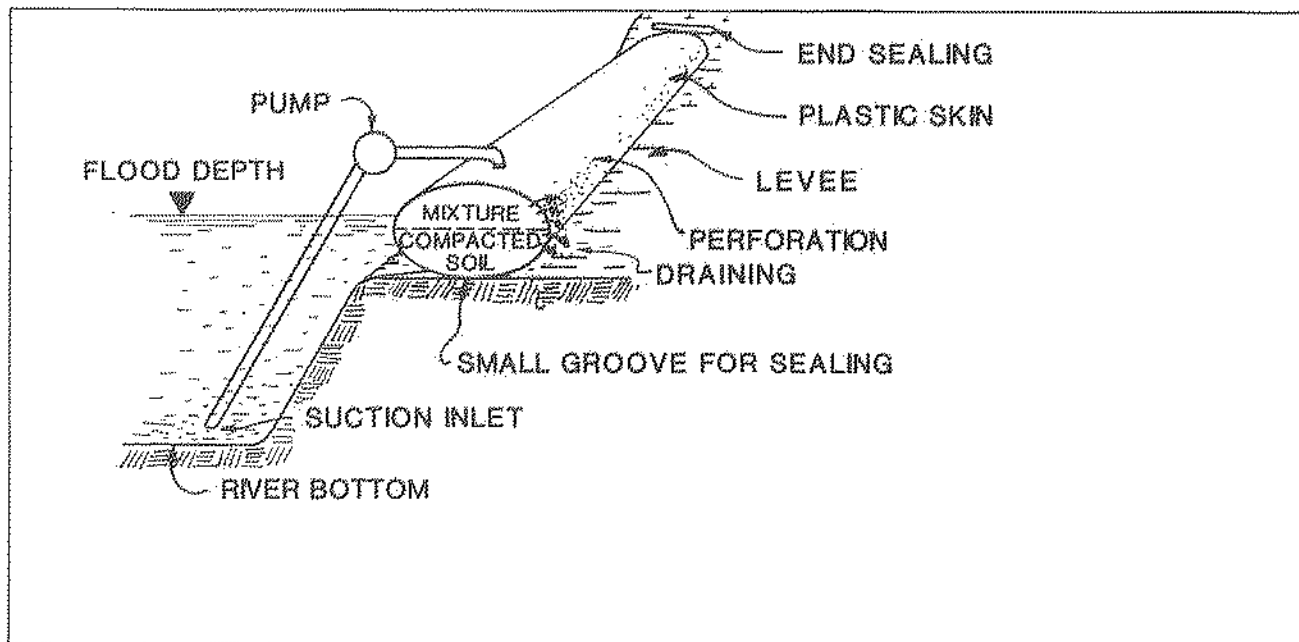 END SEALING
PUMP
PLASTIC SKIN
FLOOD DEPTH
LEVEE
MIXTURE
COMPACTED
SOIL
PERFORATION
DRAINING
SMALL GROOVE FOR SEALING
SUCTION INLET
RIVER BOTTOM